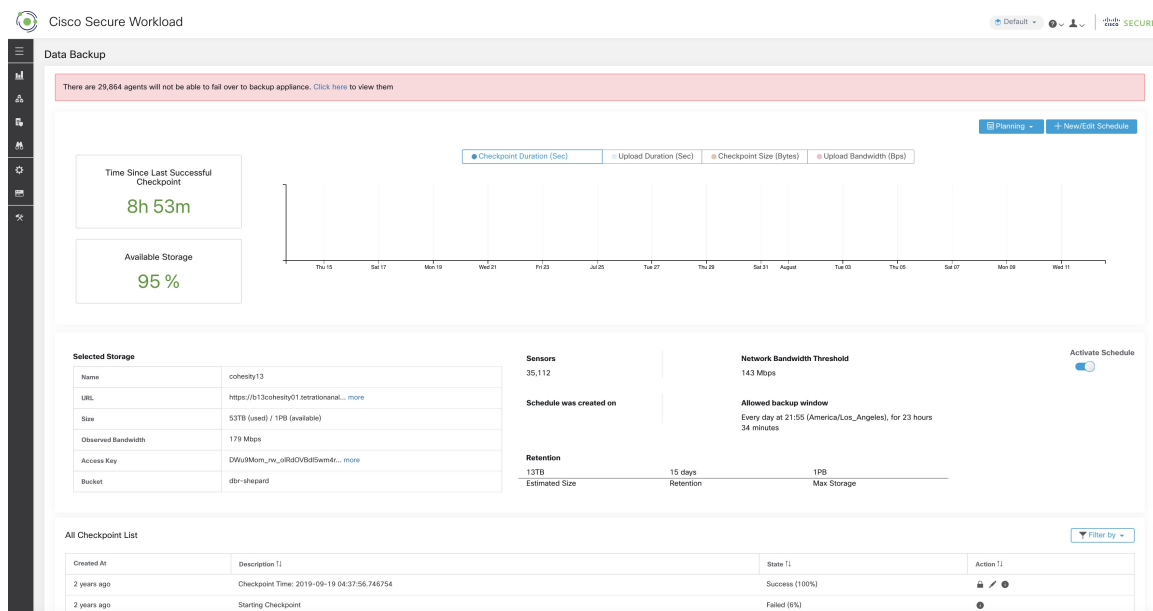 Cisco Secure Workload
Default
CISCO SECURE
Data Backup
There are 29,864 agents will not be able to fail over to backup appliance. Click here to view them
Planning
+ New/Edit Schedule
Checkpoint Duration (Sec) Upload Duration (Sec) Checkpoint Size (Bytes) Upload Bandwidth (Bps)
Time Since Last Successful
Checkpoint
8h 53m
Available Storage
95 %
Thu 15 Sat 17 Mon 19 Wed 21 Fri 23 Jul 25 Tue 27 Thu 29 Sat 31 August Tue 03 Thu 05 Sat 07 Mon 09 Wed 11
Selected Storage
Name cohesity13
URL https://b13cohesity01.tetrationanal... more
Size 53TB (used) / 1PB (available)
Observed Bandwidth 179 Mbps
Access Key DWu9Mom_rw_olRdOVBdI5wm4r... more
Bucket dbr-shepard
Sensors
35,112
Network Bandwidth Threshold
143 Mbps
Activate Schedule
Schedule was created on
Allowed backup window
Every day at 21:55 (America/Los_Angeles), for 23 hours
34 minutes
Retention
13TB 15 days 1PB
Estimated Size Retention Max Storage
All Checkpoint List
Filter by
Created At Description State Action
2 years ago Checkpoint Time: 2019-09-19 04:37:56.746754 Success (100%)
2 years ago Starting Checkpoint Failed (6%)